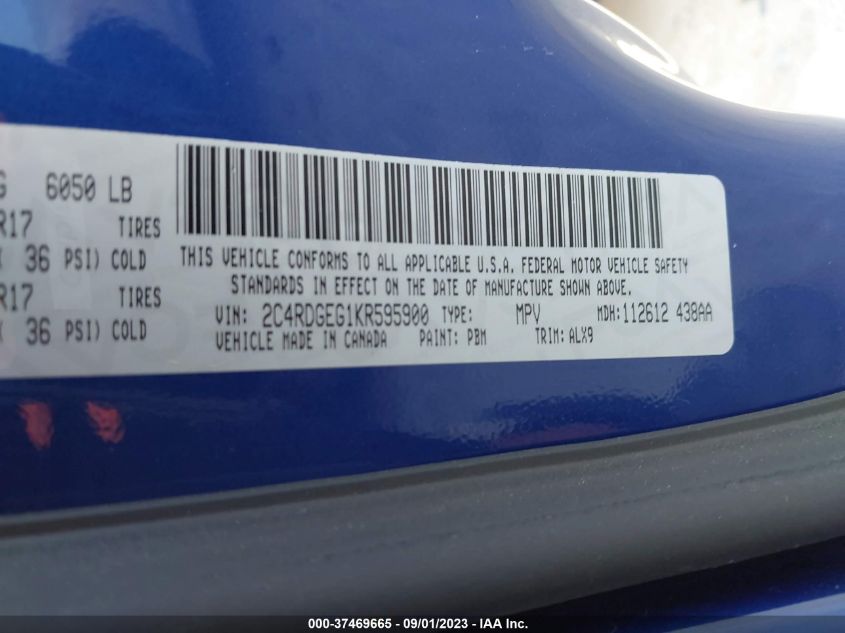 G 6050 LB
R17 TIRES
36 PSI) COLD
R17 TIRES
36 PSI) COLD
THIS VEHICLE CONFORMS TO ALL APPLICABLE U.S.A. FEDERAL MOTOR VEHICLE SAFETY
STANDARDS IN EFFECT ON THE DATE OF MANUFACTURE SHOWN ABOVE.
VIN: 2C4RDGEG1KR595900 TYPE: MPV MDH:112612 438AA
VEHICLE MADE IN CANADA PAINT: PBM TRIM: ALX9
000-37469665 - 09/01/2023 - IAA Inc.